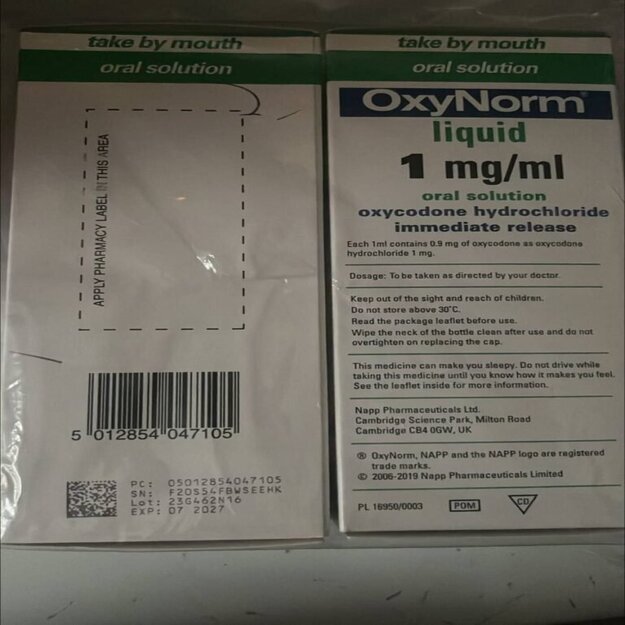 take by mouth
oral solution
APPLY PHARMACY LABEL IN THIS AREA
5 012854 047105
PC: 05012854047105
SN: F20S54FBWSEEHK
Lot: 23G462N16
EXP: 07 2027
take by mouth
oral solution
OxyNorm®
liquid
1 mg/ml
oral solution
oxycodone hydrochloride
immediate release
Each 1ml contains 0.9 mg of oxycodone as oxycodone
hydrochloride 1 mg.
Dosage: To be taken as directed by your doctor.
Keep out of the sight and reach of children.
Do not store above 30°C.
Read the package leaflet before use.
Wipe the neck of the bottle clean after use and do not
overtighten on replacing the cap.
This medicine can make you sleepy. Do not drive while
taking this medicine until you know how it makes you feel.
See the leaflet inside for more information.
Napp Pharmaceuticals Ltd.
Cambridge Science Park, Milton Road
Cambridge CB4 0GW, UK
® OxyNorm, NAPP and the NAPP logo are registered
trade marks.
© 2006-2019 Napp Pharmaceuticals Limited
PL 16950/0003 POM CD